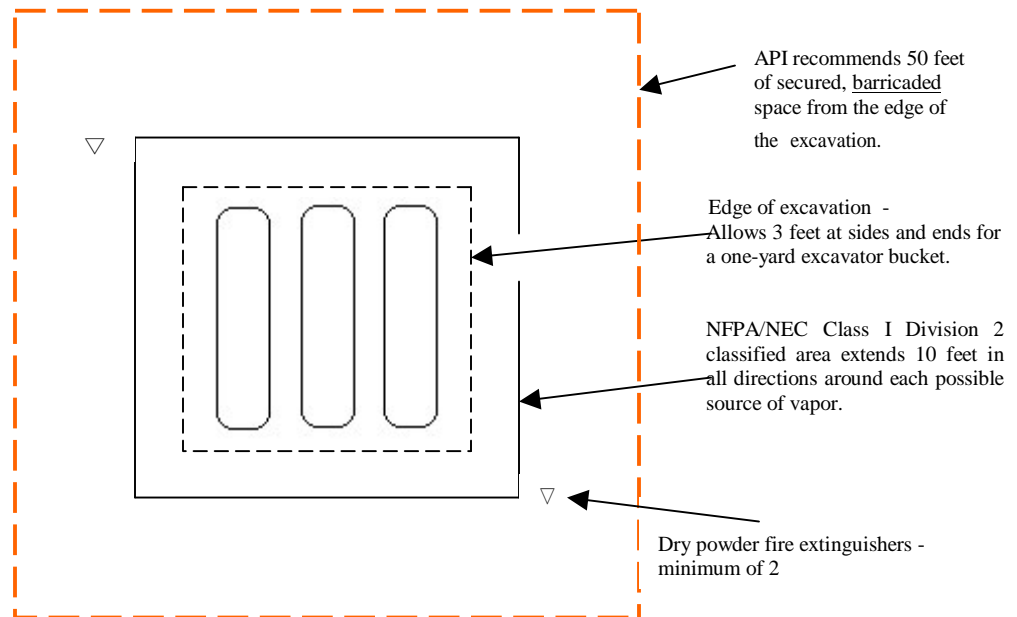 API recommends 50 feet
of secured, barricaded
space from the edge of
the excavation.
Edge of excavation -
Allows 3 feet at sides and ends for
a one-yard excavator bucket.
NFPA/NEC Class I Division 2
classified area extends 10 feet in
all directions around each possible
source of vapor.
Dry powder fire extinguishers -
minimum of 2